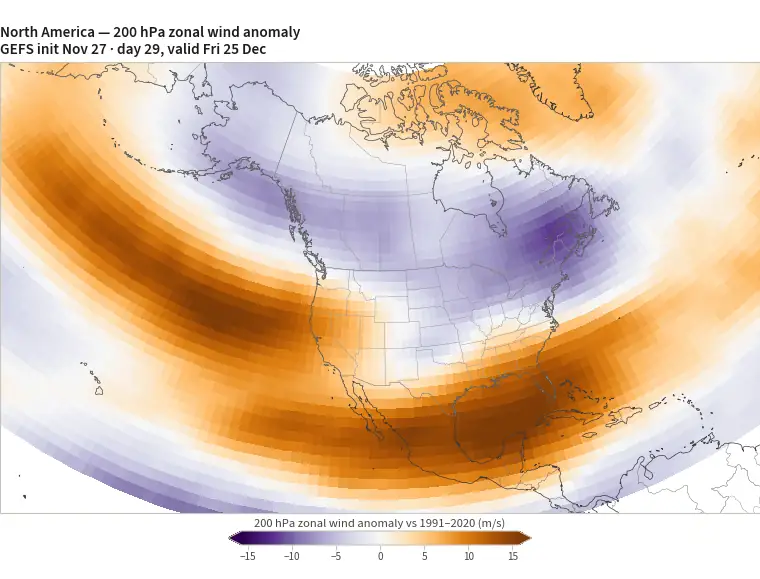 North America — 200 hPa zonal wind anomaly
GEFS init Nov 27 · day 29, valid Fri 25 Dec
200 hPa zonal wind anomaly vs 1991–2020 (m/s)
−15 −10 −5 0 5 10 15